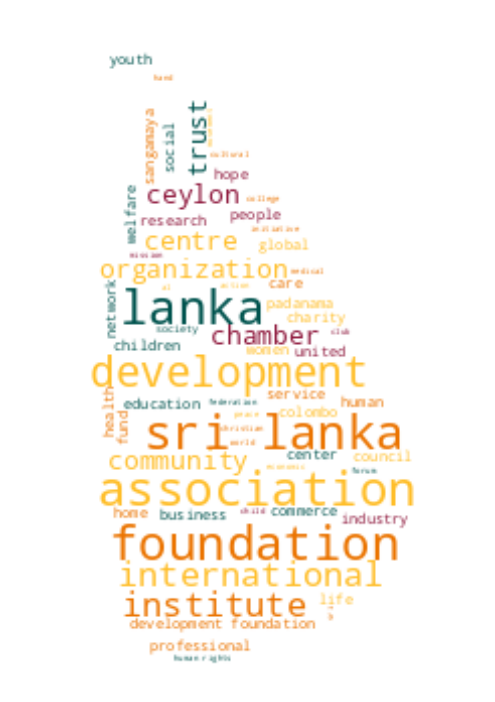 youth
hand
sangamaya
social
trust
cultural
hope
welfare
ceylon
college
research
people
initiative
centre
global
mission
organization
medical
care
action
al
network
lanka
padanama
charity
society
chamber
club
children
women
united
development
health
service
education
federation
human
fund
peace
colombo
christian
sri lanka
world
center
community
council
economic
forum
association
home
business
child
commerce
industry
foundation
international
institute
life
development foundation
professional
human rights